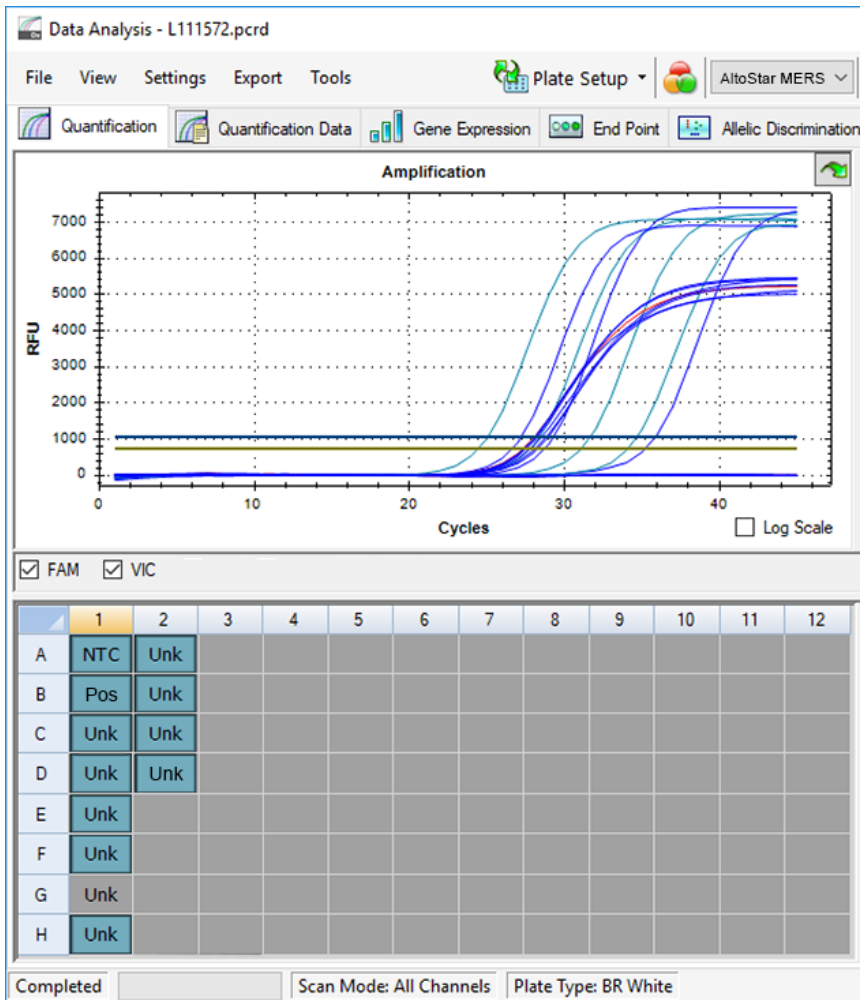 Data Analysis - L111572.pcrd
File View Settings Export Tools Plate Setup AltoStar MERS
Quantification Quantification Data Gene Expression End Point Allelic Discrimination
Amplification
7000
6000
5000
4000
3000
2000
1000
0
RFU
0 10 20 30 40
Cycles
Log Scale
FAM VIC
1 2 3 4 5 6 7 8 9 10 11 12
A NTC Unk
B Pos Unk
C Unk Unk
D Unk Unk
E Unk
F Unk
G Unk
H Unk
Completed Scan Mode: All Channels Plate Type: BR White